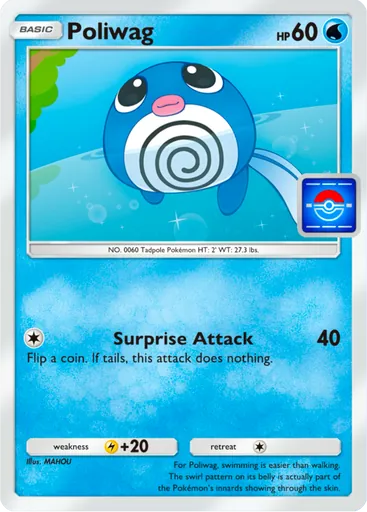 BASIC Poliwag HP 60
NO. 0060 Tadpole Pokémon HT: 2' WT: 27.3 lbs.
Surprise Attack 40
Flip a coin. If tails, this attack does nothing.
weakness +20 retreat
Illus. MAHOU
For Poliwag, swimming is easier than walking.
The swirl pattern on its belly is actually part of
the Pokémon's innards showing through the skin.